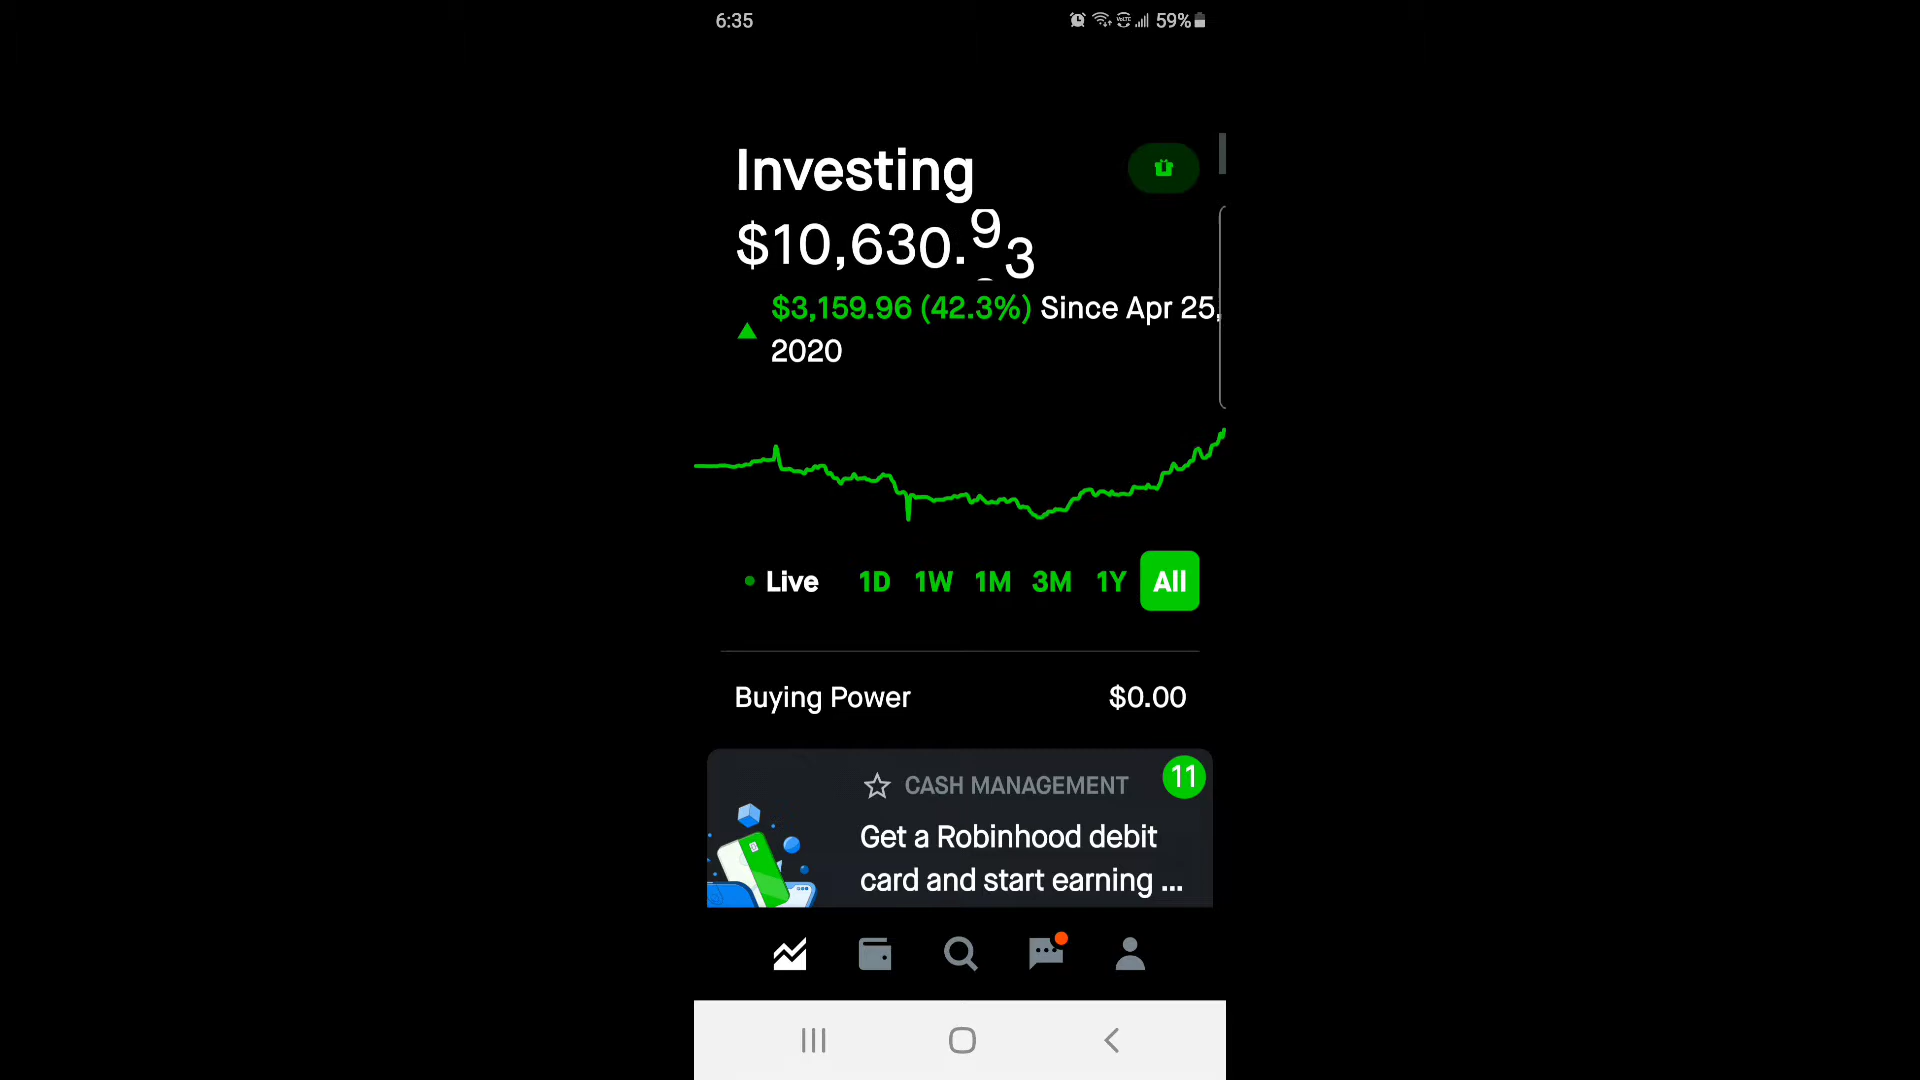 6:35
59%
Investing
$10,630.93
$3,159.96 (42.3%) Since Apr 25,
2020
Live 1D 1W 1M 3M 1Y All
Buying Power $0.00
CASH MANAGEMENT 11
Get a Robinhood debit
card and start earning ...